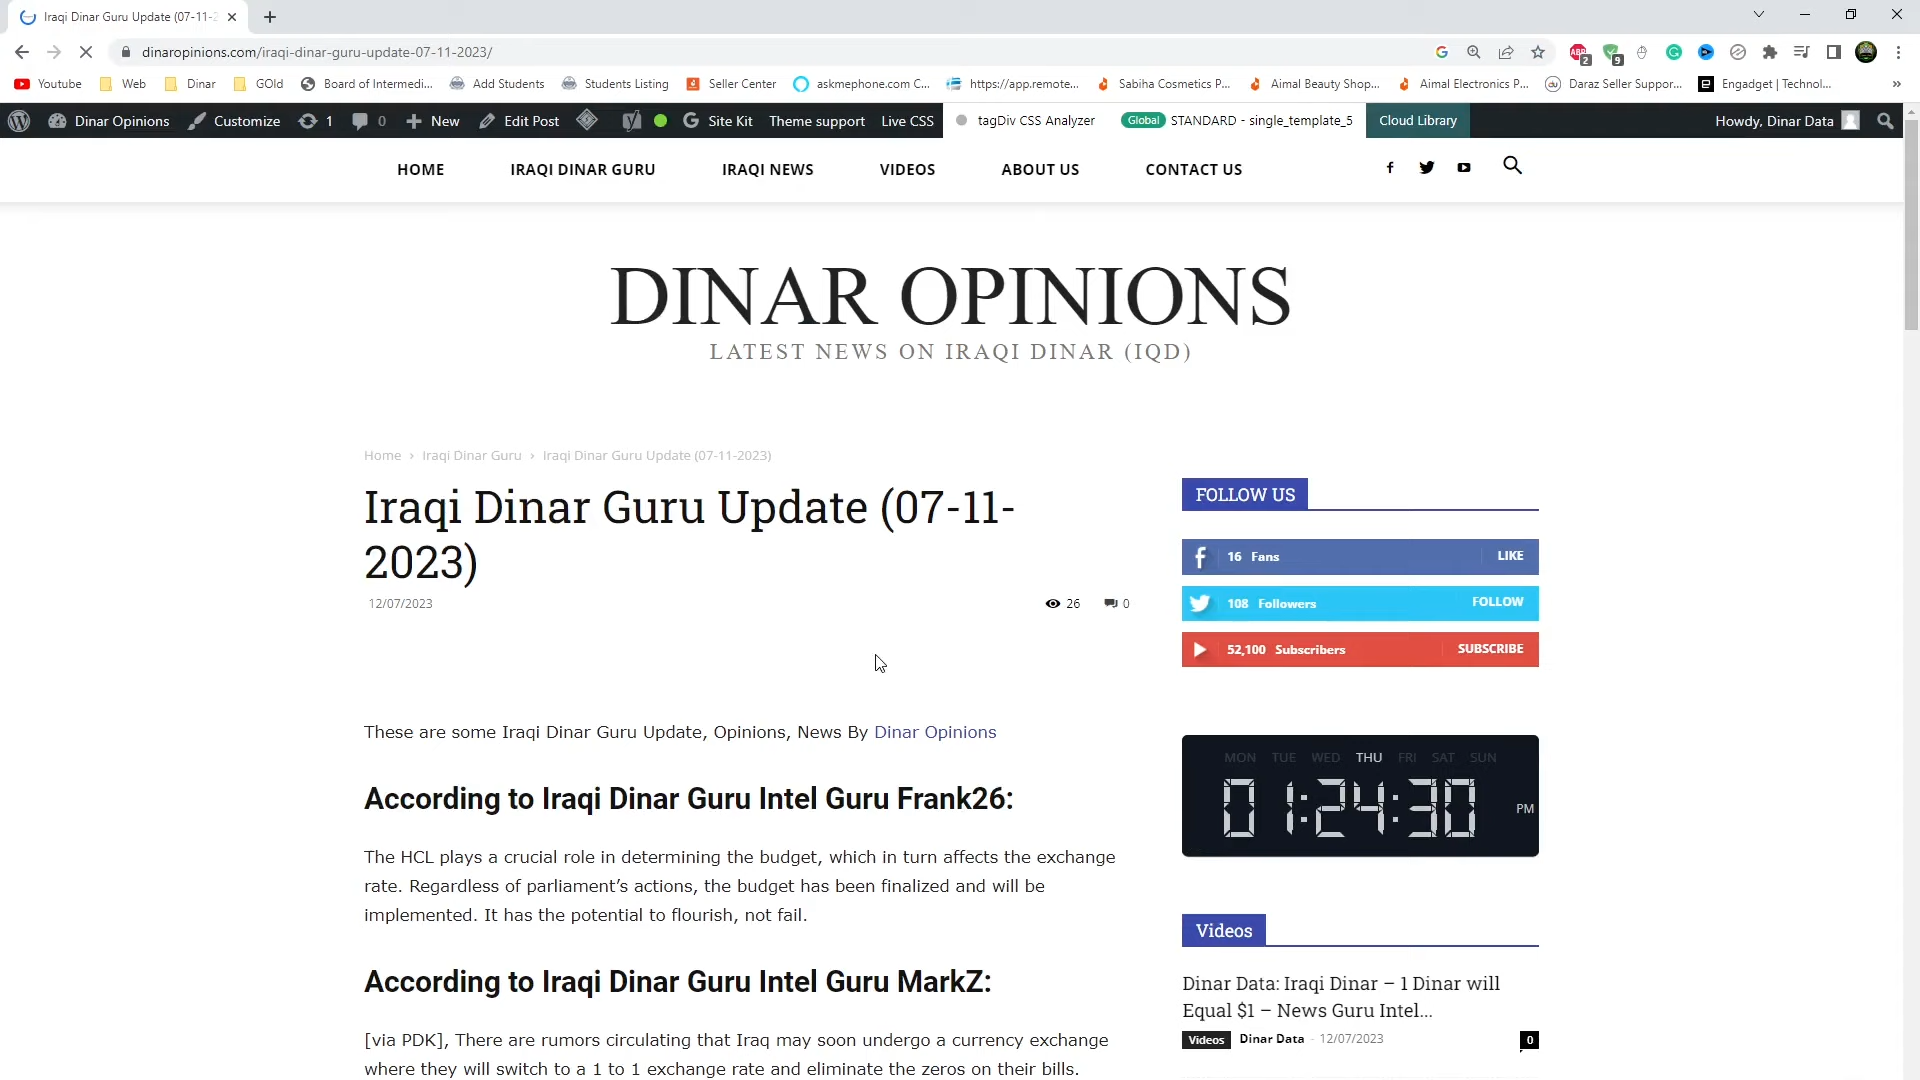 Iraqi Dinar Guru Update (07-11-2
dinaropinions.com/iraqi-dinar-guru-update-07-11-2023/
ABP 2 9
Youtube Web Dinar GOld Board of Intermedi... Add Students Students Listing Seller Center askmephone.com C... https://app.remote... Sabiha Cosmetics P... Aimal Beauty Shop... Aimal Electronics P... Daraz Seller Suppor... Engadget | Technol... »
Dinar Opinions Customize 1 0 New Edit Post Site Kit Theme support Live CSS tagDiv CSS Analyzer Global STANDARD - single_template_5 Cloud Library Howdy, Dinar Data
HOME IRAQI DINAR GURU IRAQI NEWS VIDEOS ABOUT US CONTACT US
DINAR OPINIONS
LATEST NEWS ON IRAQI DINAR (IQD)
Home › Iraqi Dinar Guru › Iraqi Dinar Guru Update (07-11-2023)
Iraqi Dinar Guru Update (07-11-
2023)
12/07/2023 26 0
These are some Iraqi Dinar Guru Update, Opinions, News By Dinar Opinions
According to Iraqi Dinar Guru Intel Guru Frank26:
The HCL plays a crucial role in determining the budget, which in turn affects the exchange
rate. Regardless of parliament’s actions, the budget has been finalized and will be
implemented. It has the potential to flourish, not fail.
According to Iraqi Dinar Guru Intel Guru MarkZ:
[via PDK], There are rumors circulating that Iraq may soon undergo a currency exchange
where they will switch to a 1 to 1 exchange rate and eliminate the zeros on their bills.
FOLLOW US
16 Fans LIKE
108 Followers FOLLOW
52,100 Subscribers SUBSCRIBE
MON TUE WED THU FRI SAT SUN
01:24:30 PM
Videos
Dinar Data: Iraqi Dinar – 1 Dinar will
Equal $1 – News Guru Intel...
Videos Dinar Data - 12/07/2023 0